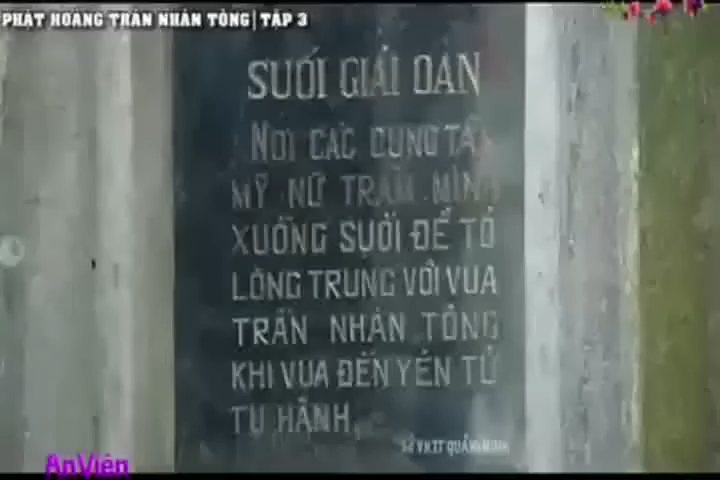 PHẬT HOÀNG TRẦN NHÂN TÔNG | TẬP 3
SUỐI GIẢI OAN
NƠI CÁC CUNG TẦN
MỸ NỮ TRẦM MÌNH
XUỐNG SUỐI ĐỂ TỎ
LÒNG TRUNG VỚI VUA
TRẦN NHÂN TÔNG
KHI VUA ĐẾN YÊN TỬ
TU HÀNH.
SỞ VHTT QUẢNG NINH
AnViên